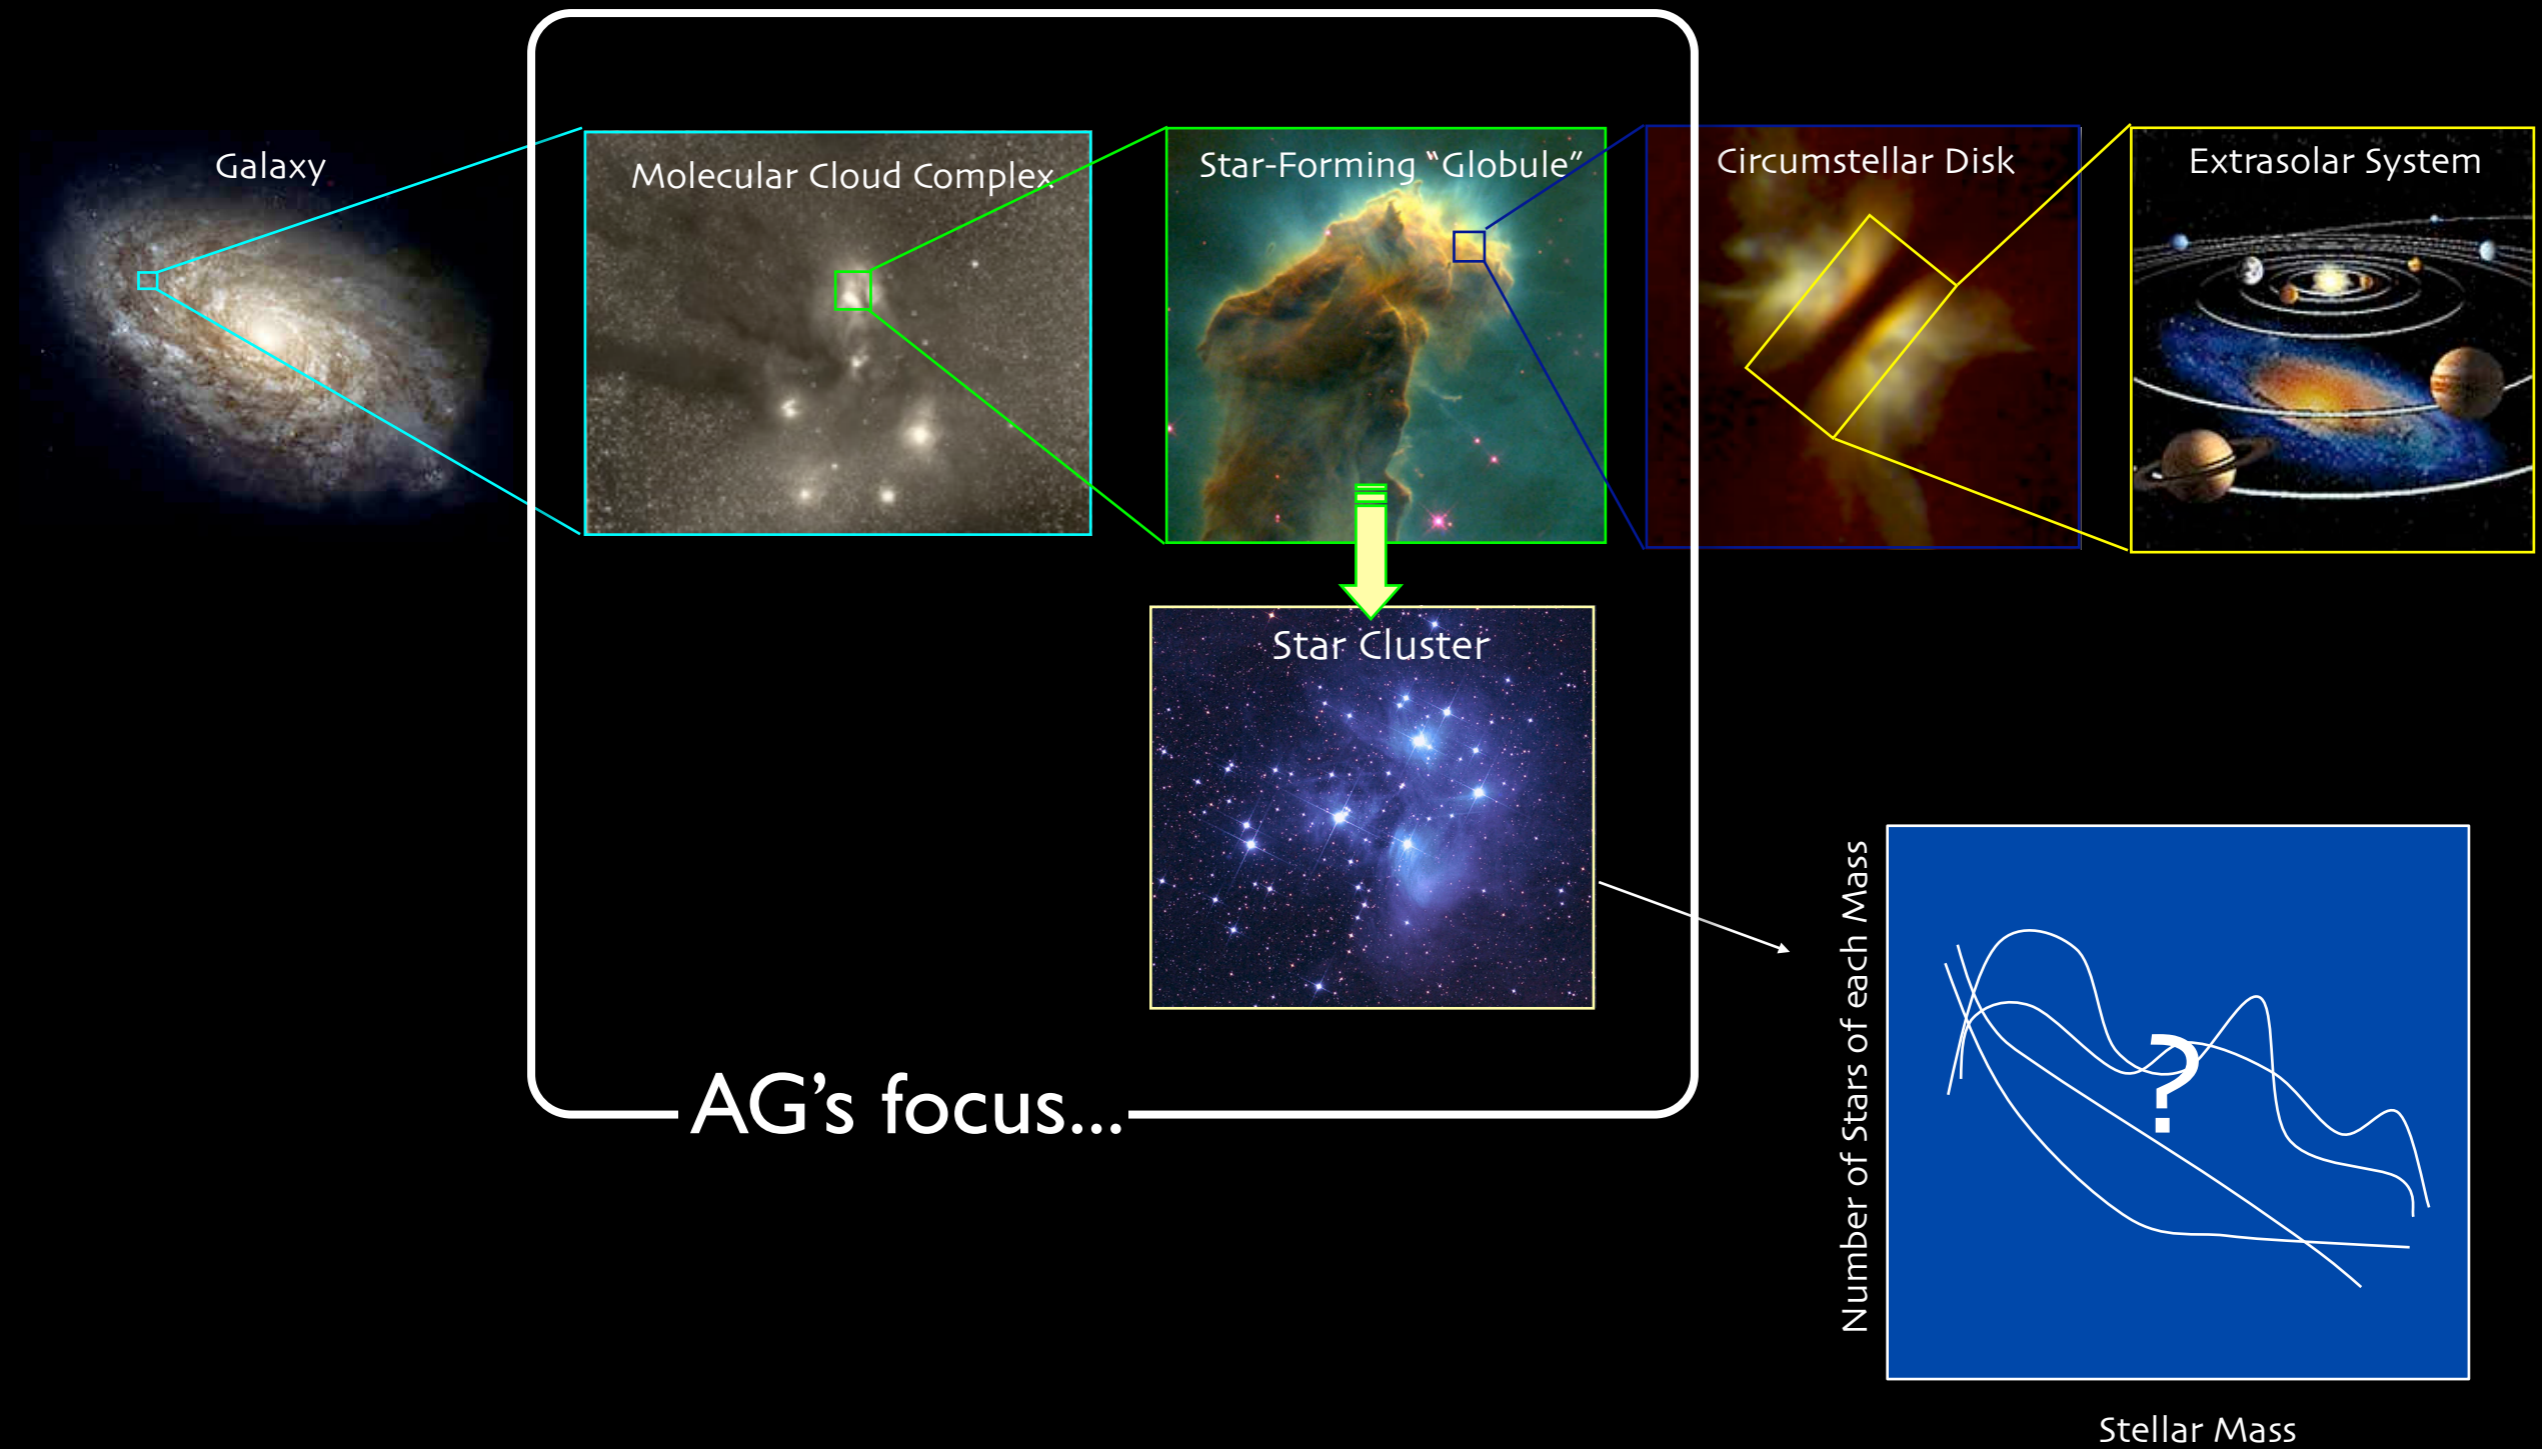 Galaxy
Molecular Cloud Complex
Star-Forming “Globule”
Circumstellar Disk
Extrasolar System
Star Cluster
AG’s focus...
Number of Stars of each Mass
?
Stellar Mass